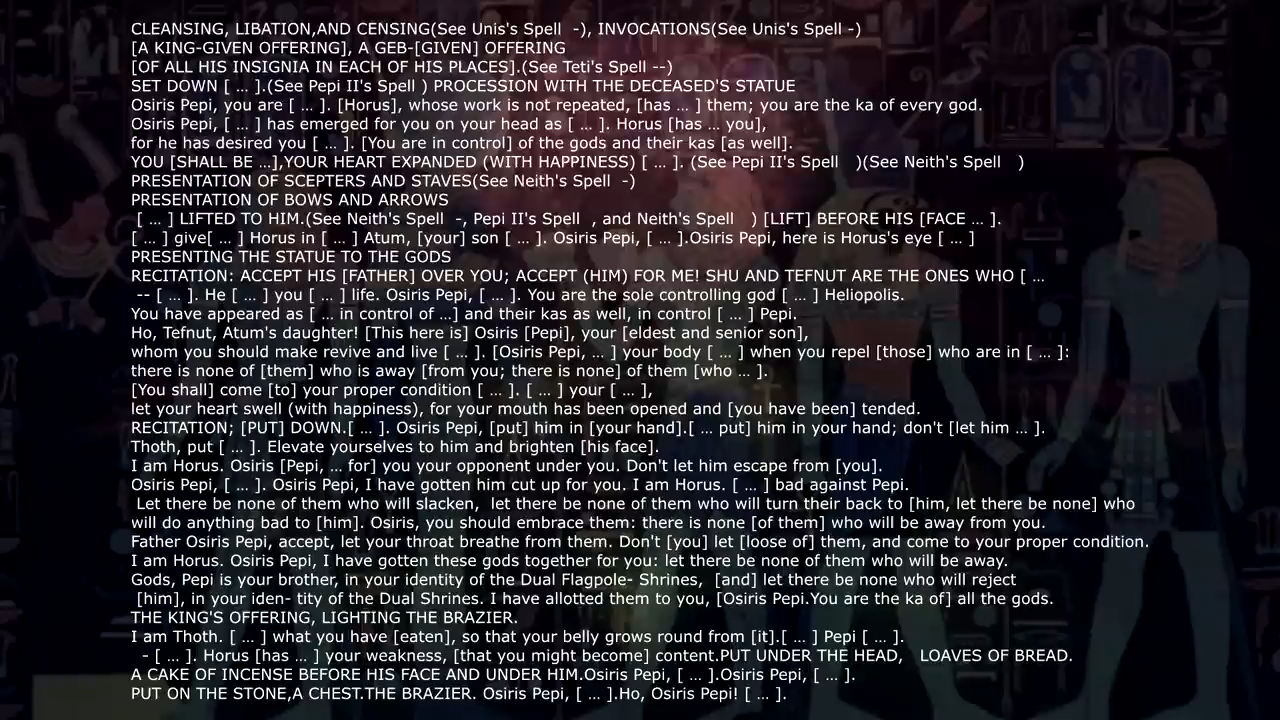 CLEANSING, LIBATION,AND CENSING(See Unis's Spell  -), INVOCATIONS(See Unis's Spell -)
[A KING-GIVEN OFFERING], A GEB-[GIVEN] OFFERING
[OF ALL HIS INSIGNIA IN EACH OF HIS PLACES].(See Teti's Spell --)
SET DOWN [ … ].(See Pepi II's Spell ) PROCESSION WITH THE DECEASED'S STATUE
Osiris Pepi, you are [ … ]. [Horus], whose work is not repeated, [has … ] them; you are the ka of every god.
Osiris Pepi, [ … ] has emerged for you on your head as [ … ]. Horus [has … you],
for he has desired you [ … ]. [You are in control] of the gods and their kas [as well].
YOU [SHALL BE …],YOUR HEART EXPANDED (WITH HAPPINESS) [ … ]. (See Pepi II's Spell   )(See Neith's Spell   )
PRESENTATION OF SCEPTERS AND STAVES(See Neith's Spell  -)
PRESENTATION OF BOWS AND ARROWS
[ … ] LIFTED TO HIM.(See Neith's Spell  -, Pepi II's Spell  , and Neith's Spell   ) [LIFT] BEFORE HIS [FACE … ].
[ … ] give[ … ] Horus in [ … ] Atum, [your] son [ … ]. Osiris Pepi, [ … ].Osiris Pepi, here is Horus's eye [ … ]
PRESENTING THE STATUE TO THE GODS
RECITATION: ACCEPT HIS [FATHER] OVER YOU; ACCEPT (HIM) FOR ME! SHU AND TEFNUT ARE THE ONES WHO [ …
-- [ … ]. He [ … ] you [ … ] life. Osiris Pepi, [ … ]. You are the sole controlling god [ … ] Heliopolis.
You have appeared as [ … in control of …] and their kas as well, in control [ … ] Pepi.
Ho, Tefnut, Atum's daughter! [This here is] Osiris [Pepi], your [eldest and senior son],
whom you should make revive and live [ … ]. [Osiris Pepi, … ] your body [ … ] when you repel [those] who are in [ … ]:
there is none of [them] who is away [from you; there is none] of them [who … ].
[You shall] come [to] your proper condition [ … ]. [ … ] your [ … ],
let your heart swell (with happiness), for your mouth has been opened and [you have been] tended.
RECITATION; [PUT] DOWN.[ … ]. Osiris Pepi, [put] him in [your hand].[ … put] him in your hand; don't [let him … ].
Thoth, put [ … ]. Elevate yourselves to him and brighten [his face].
I am Horus. Osiris [Pepi, … for] you your opponent under you. Don't let him escape from [you].
Osiris Pepi, [ … ]. Osiris Pepi, I have gotten him cut up for you. I am Horus. [ … ] bad against Pepi.
Let there be none of them who will slacken,  let there be none of them who will turn their back to [him, let there be none] who
will do anything bad to [him]. Osiris, you should embrace them: there is none [of them] who will be away from you.
Father Osiris Pepi, accept, let your throat breathe from them. Don't [you] let [loose of] them, and come to your proper condition.
I am Horus. Osiris Pepi, I have gotten these gods together for you: let there be none of them who will be away.
Gods, Pepi is your brother, in your identity of the Dual Flagpole- Shrines,  [and] let there be none who will reject
[him], in your iden- tity of the Dual Shrines. I have allotted them to you, [Osiris Pepi.You are the ka of] all the gods.
THE KING'S OFFERING, LIGHTING THE BRAZIER.
I am Thoth. [ … ] what you have [eaten], so that your belly grows round from [it].[ … ] Pepi [ … ].
- [ … ]. Horus [has … ] your weakness, [that you might become] content.PUT UNDER THE HEAD,   LOAVES OF BREAD.
A CAKE OF INCENSE BEFORE HIS FACE AND UNDER HIM.Osiris Pepi, [ … ].Osiris Pepi, [ … ].
PUT ON THE STONE,A CHEST.THE BRAZIER. Osiris Pepi, [ … ].Ho, Osiris Pepi! [ … ].